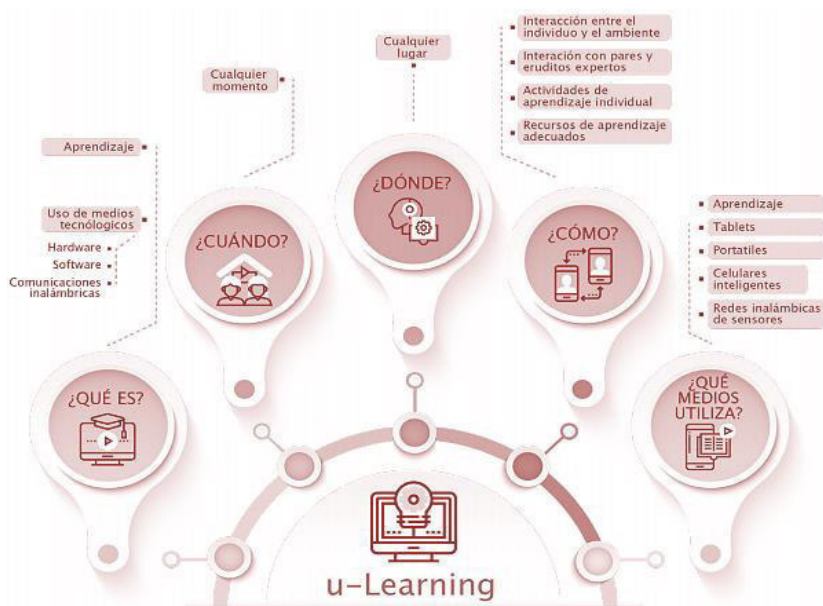 Aprendizaje
Uso de medios
tecnológicos
Hardware
Software
Comunicaciones
inalámbricas
¿QUÉ ES?
Cualquier
momento
¿CUÁNDO?
Cualquier
lugar
¿DÓNDE?
Interacción entre el
individuo y el ambiente
Interación con pares y
eruditos expertos
Actividades de
aprendizaje individual
Recursos de aprendizaje
adecuados
¿CÓMO?
Aprendizaje
Tablets
Portatiles
Celulares
inteligentes
Redes inalámbicas
de sensores
¿QUÉ
MEDIOS
UTILIZA?
u-Learning